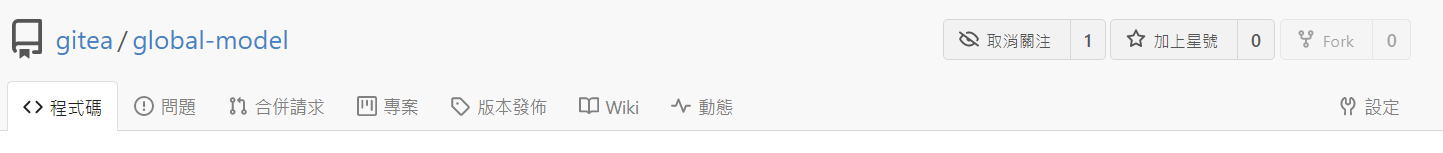 gitea/global-model 取消關注 1 加上星號 0 Fork 0
程式碼 問題 合併請求 專案 版本發佈 Wiki 動態 設定